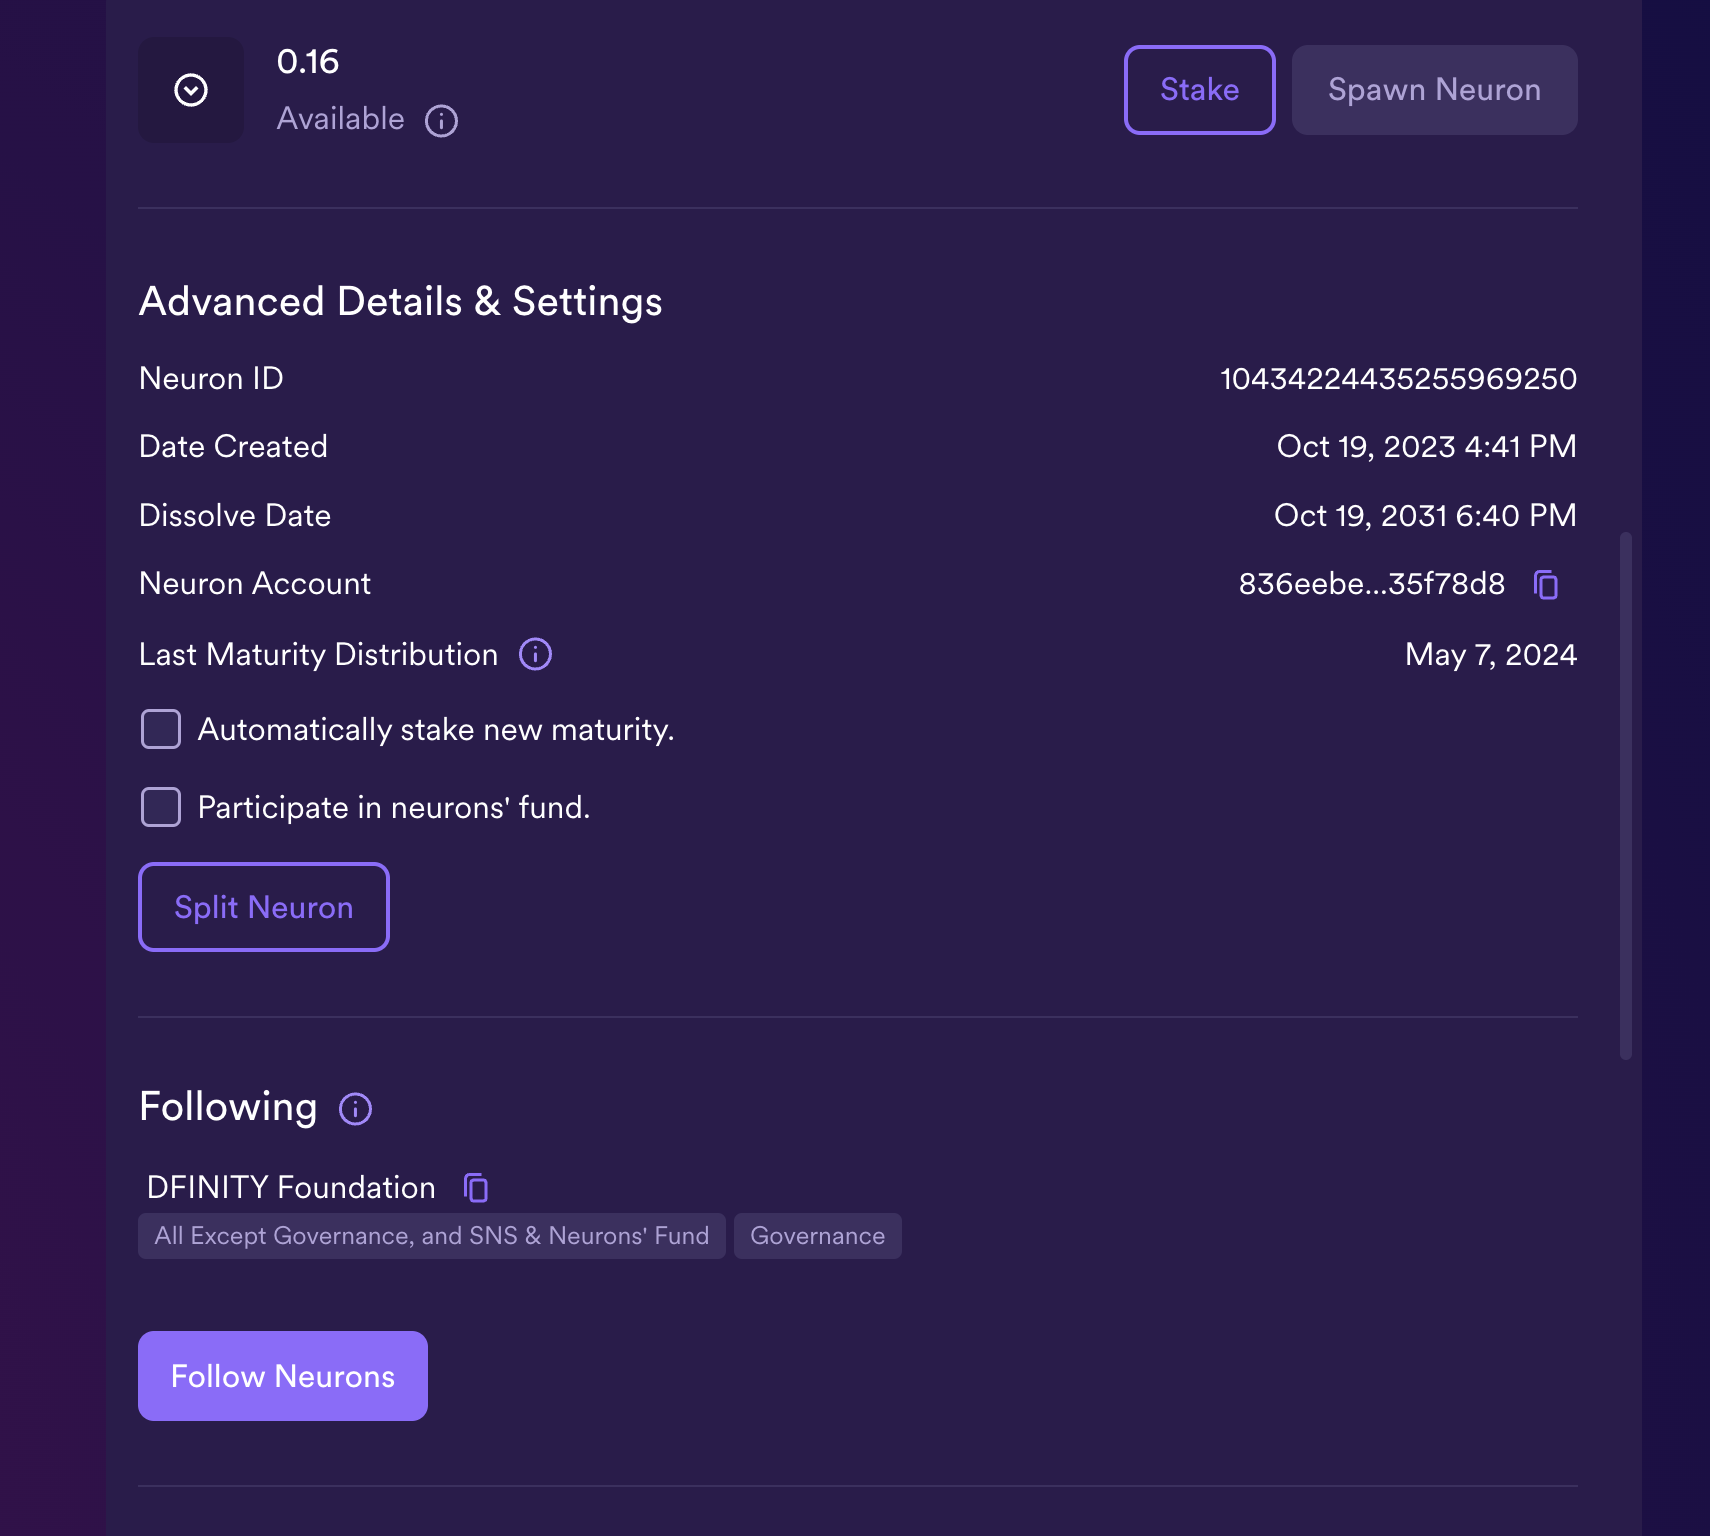 0.16
Available
Stake
Spawn Neuron
Advanced Details & Settings
Neuron ID 10434224435255969250
Date Created Oct 19, 2023 4:41 PM
Dissolve Date Oct 19, 2031 6:40 PM
Neuron Account 836eebe...35f78d8
Last Maturity Distribution May 7, 2024
Automatically stake new maturity.
Participate in neurons' fund.
Split Neuron
Following
DFINITY Foundation
All Except Governance, and SNS & Neurons' Fund Governance
Follow Neurons